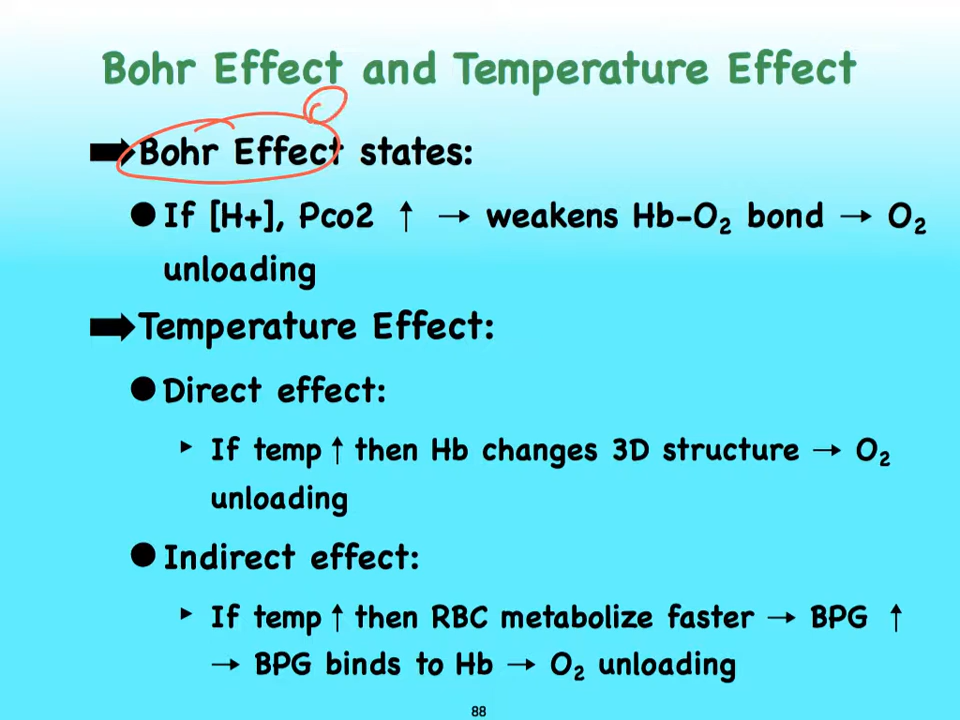 Bohr Effect and Temperature Effect
Bohr Effect states:
If [H+], Pco2 ↑ → weakens Hb-O₂ bond → O₂
unloading
Temperature Effect:
Direct effect:
If temp ↑ then Hb changes 3D structure → O₂
unloading
Indirect effect:
If temp ↑ then RBC metabolize faster → BPG ↑
→ BPG binds to Hb → O₂ unloading
88